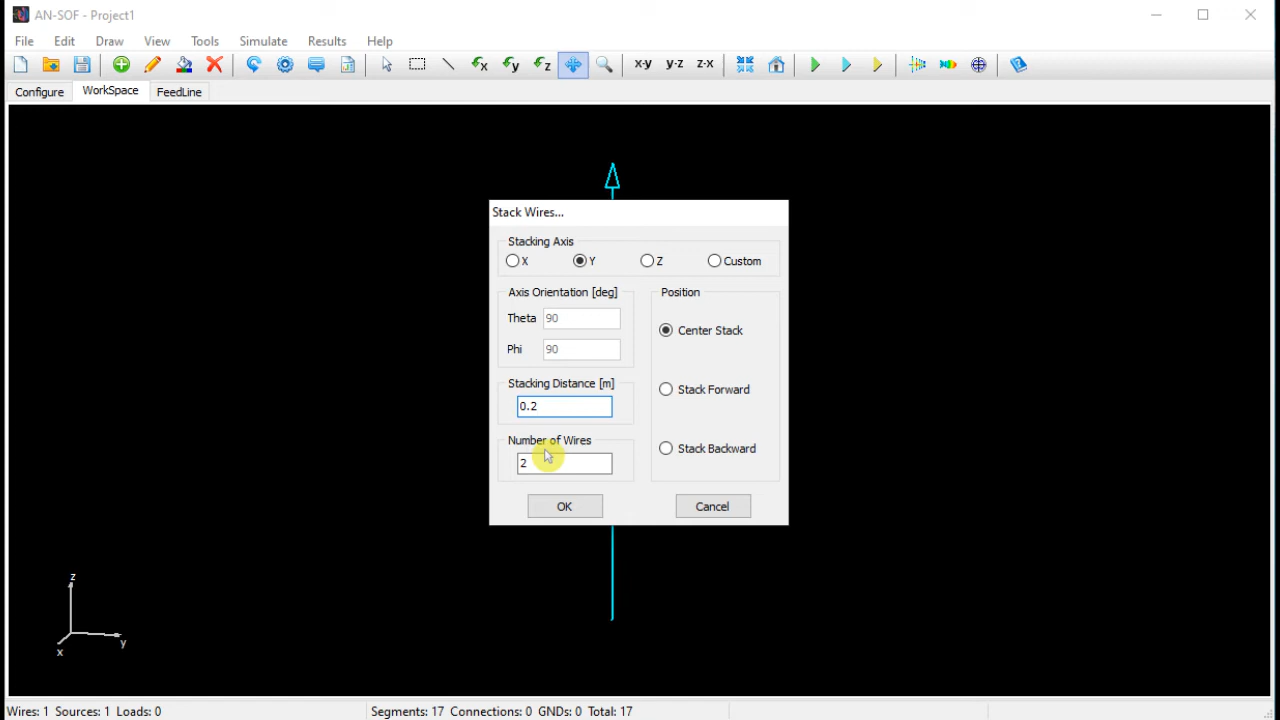 AN-SOF - Project1
File Edit Draw View Tools Simulate Results Help
x y z x-y y-z z-x
Configure WorkSpace FeedLine
Stack Wires...
Stacking Axis
X Y Z Custom
Axis Orientation [deg]
Theta 90
Phi 90
Stacking Distance [m]
0.2
Number of Wires
2
Position
Center Stack
Stack Forward
Stack Backward
OK Cancel
z
y
x
Wires: 1 Sources: 1 Loads: 0 Segments: 17 Connections: 0 GNDs: 0 Total: 17